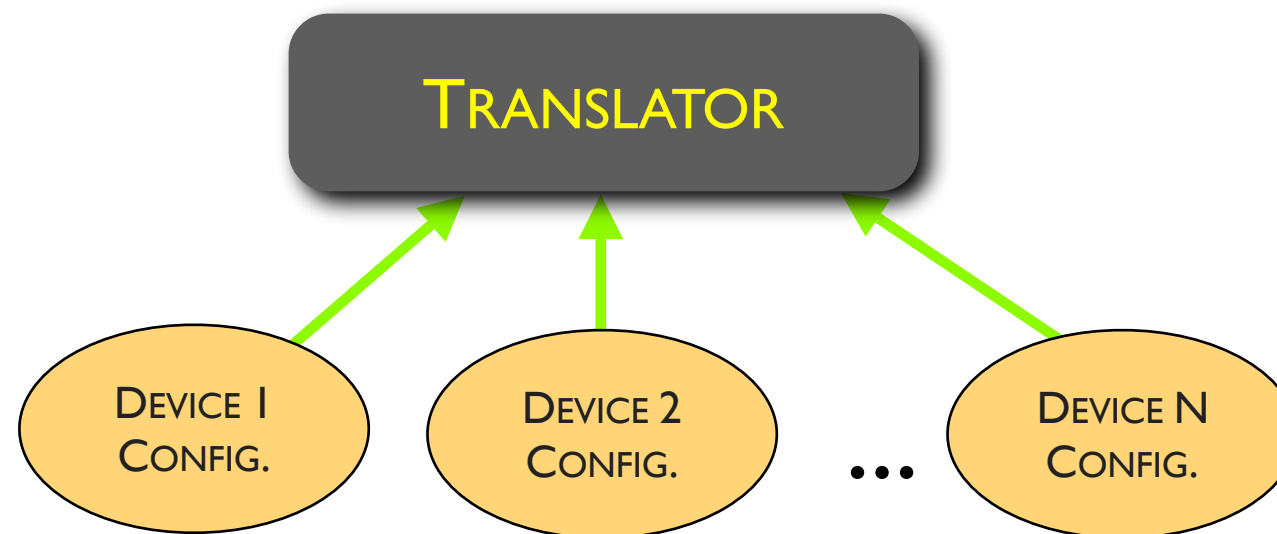 TRANSLATOR
DEVICE 1
CONFIG.
DEVICE 2
CONFIG.
...
DEVICE N
CONFIG.